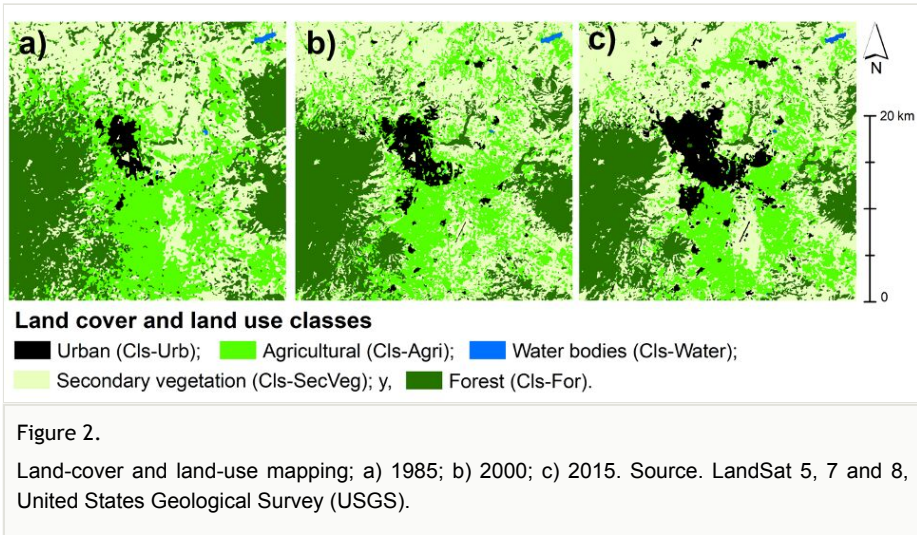 a)
b)
c)
N
20 km
0
Land cover and land use classes
Urban (Cls-Urb); Agricultural (Cls-Agri); Water bodies (Cls-Water);
Secondary vegetation (Cls-SecVeg); y, Forest (Cls-For).
Figure 2.
Land-cover and land-use mapping; a) 1985; b) 2000; c) 2015. Source. LandSat 5, 7 and 8,
United States Geological Survey (USGS).